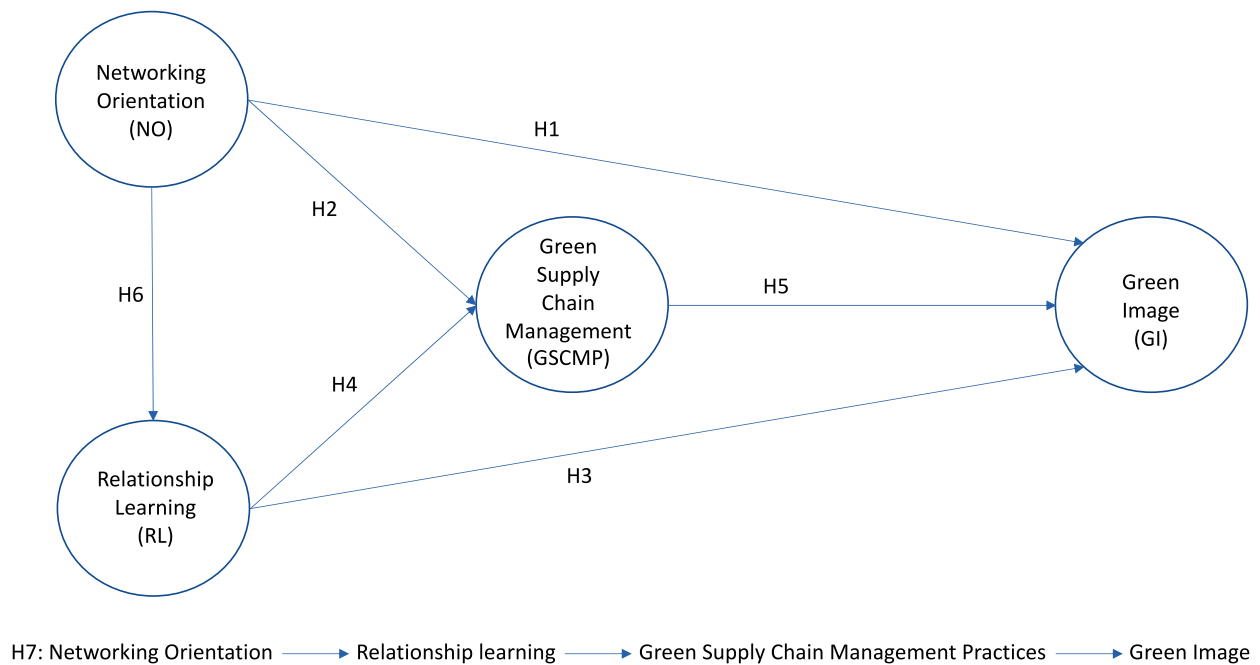 Networking
Orientation
(NO)
H1
H2
Green
Supply
Chain
Management
(GSCMP)
H5
Green
Image
(GI)
H6
H4
Relationship
Learning
(RL)
H3
H7: Networking Orientation Relationship learning Green Supply Chain Management Practices Green Image